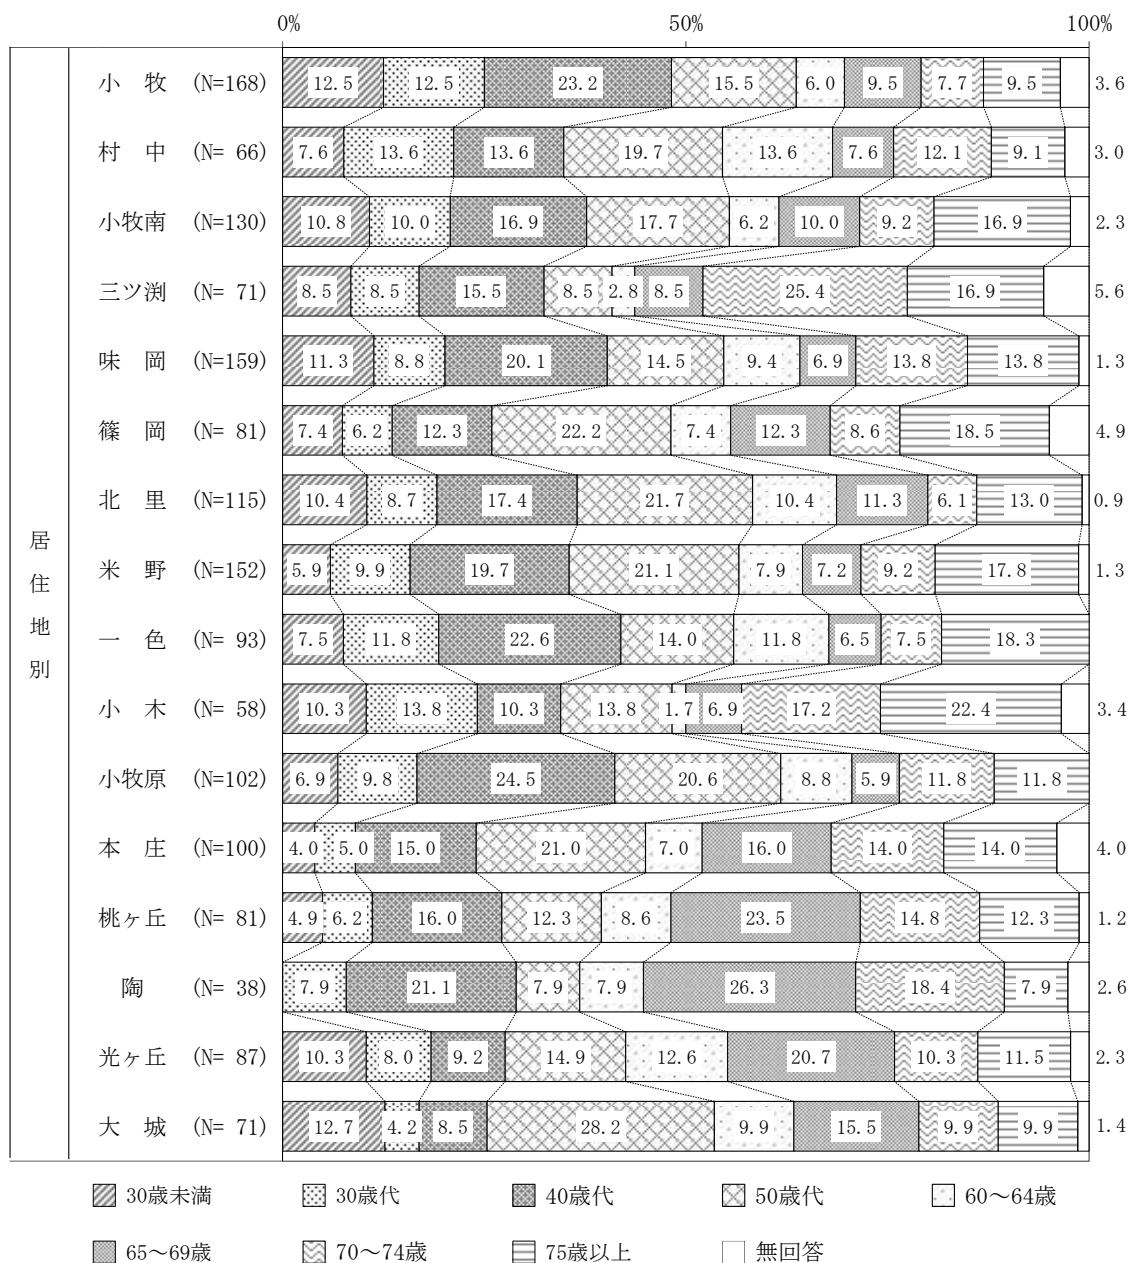 0% 50% 100%
小 牧 (N=168) 12.5 12.5 23.2 15.5 6.0 9.5 7.7 9.5 3.6
村 中 (N= 66) 7.6 13.6 13.6 19.7 13.6 7.6 12.1 9.1 3.0
小牧南 (N=130) 10.8 10.0 16.9 17.7 6.2 10.0 9.2 16.9 2.3
三ツ渕 (N= 71) 8.5 8.5 15.5 8.5 2.8 8.5 25.4 16.9 5.6
味 岡 (N=159) 11.3 8.8 20.1 14.5 9.4 6.9 13.8 13.8 1.3
篠 岡 (N= 81) 7.4 6.2 12.3 22.2 7.4 12.3 8.6 18.5 4.9
北 里 (N=115) 10.4 8.7 17.4 21.7 10.4 11.3 6.1 13.0 0.9
米 野 (N=152) 5.9 9.9 19.7 21.1 7.9 7.2 9.2 17.8 1.3
一 色 (N= 93) 7.5 11.8 22.6 14.0 11.8 6.5 7.5 18.3
小 木 (N= 58) 10.3 13.8 10.3 13.8 1.7 6.9 17.2 22.4 3.4
小牧原 (N=102) 6.9 9.8 24.5 20.6 8.8 5.9 11.8 11.8
本 庄 (N=100) 4.0 5.0 15.0 21.0 7.0 16.0 14.0 14.0 4.0
桃ヶ丘 (N= 81) 4.9 6.2 16.0 12.3 8.6 23.5 14.8 12.3 1.2
陶 (N= 38) 7.9 21.1 7.9 7.9 26.3 18.4 7.9 2.6
光ヶ丘 (N= 87) 10.3 8.0 9.2 14.9 12.6 20.7 10.3 11.5 2.3
大 城 (N= 71) 12.7 4.2 8.5 28.2 9.9 15.5 9.9 9.9 1.4
居住地別
30歳未満 30歳代 40歳代 50歳代 60～64歳
65～69歳 70～74歳 75歳以上 無回答